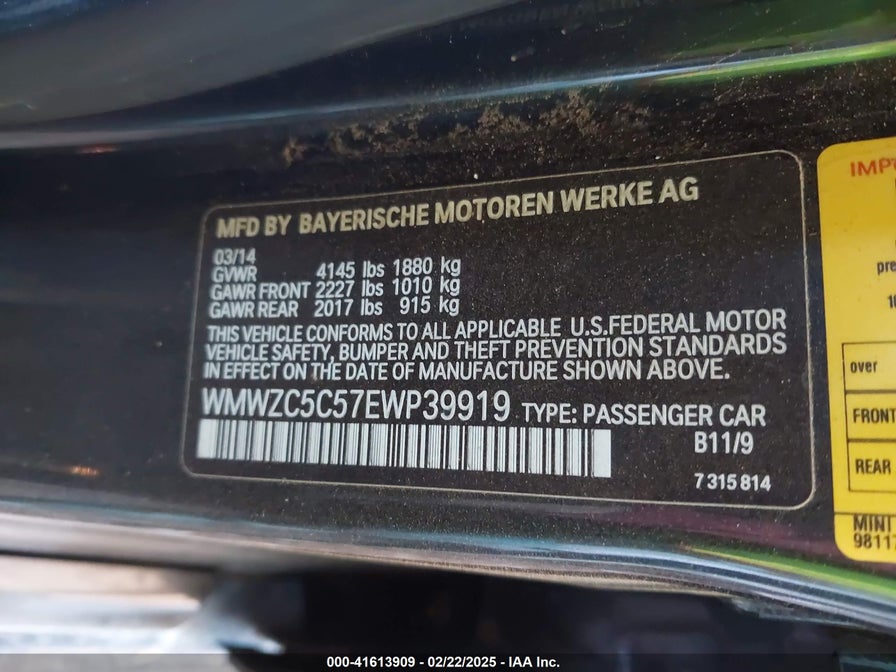 MFD BY BAYERISCHE MOTOREN WERKE AG
03/14
GVWR 4145 lbs 1880 kg
GAWR FRONT 2227 lbs 1010 kg
GAWR REAR 2017 lbs 915 kg
THIS VEHICLE CONFORMS TO ALL APPLICABLE U.S.FEDERAL MOTOR
VEHICLE SAFETY, BUMPER AND THEFT PREVENTION STANDARDS
IN EFFECT ON THE DATE OF MANUFACTURE SHOWN ABOVE.
WMWZC5C57EWP39919 TYPE: PASSENGER CAR
B11/9
7 315 814
over
FRONT
REAR
MINI
000-41613909 - 02/22/2025 - IAA Inc.